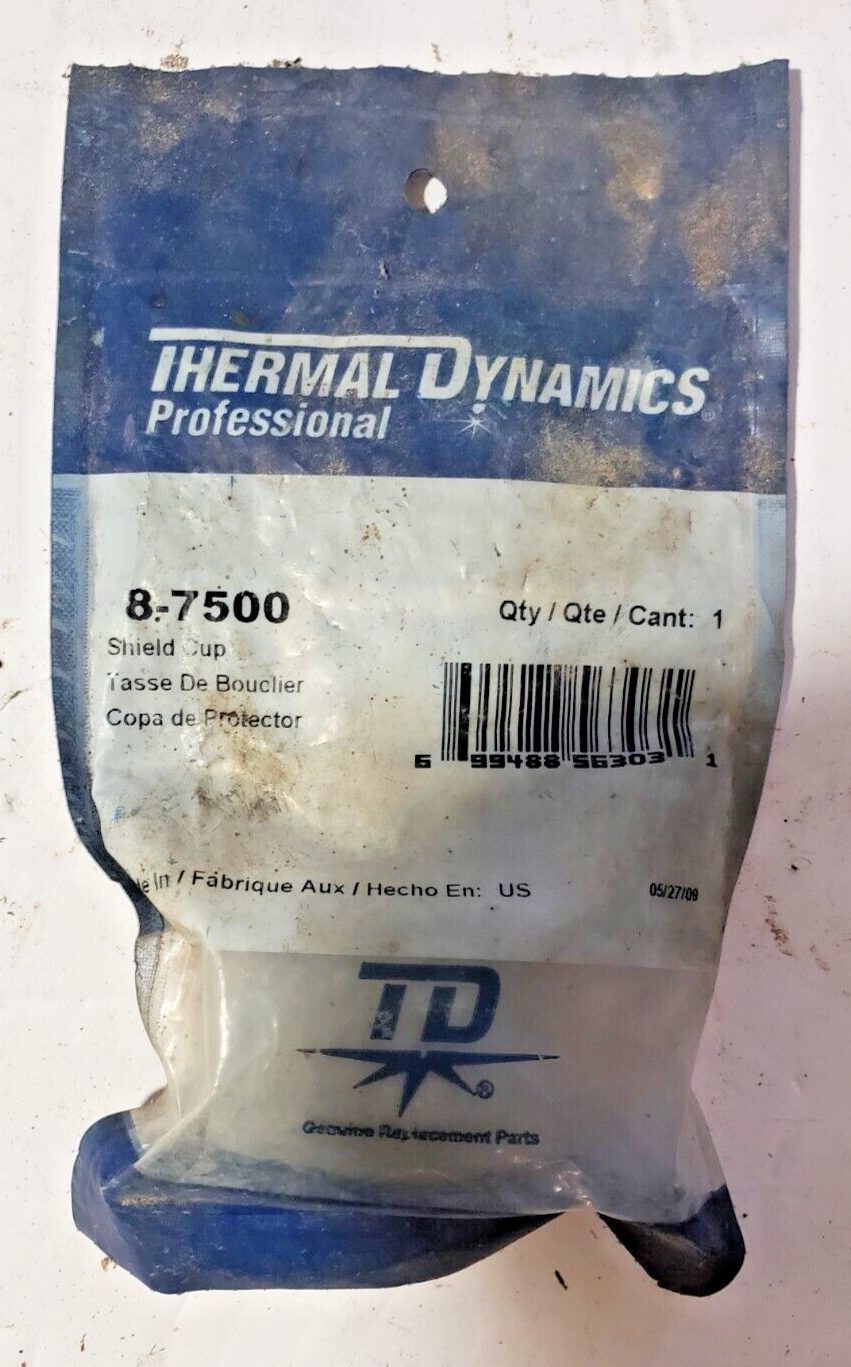 THERMAL DYNAMICS®
Professional
8-7500
Qty / Qte / Cant: 1
Shield Cup
Tasse De Bouclier
Copa de Protector
6 99488 56303 1
In / Fabrique Aux / Hecho En: US
05/27/09
TD
®
Genuine Replacement Parts